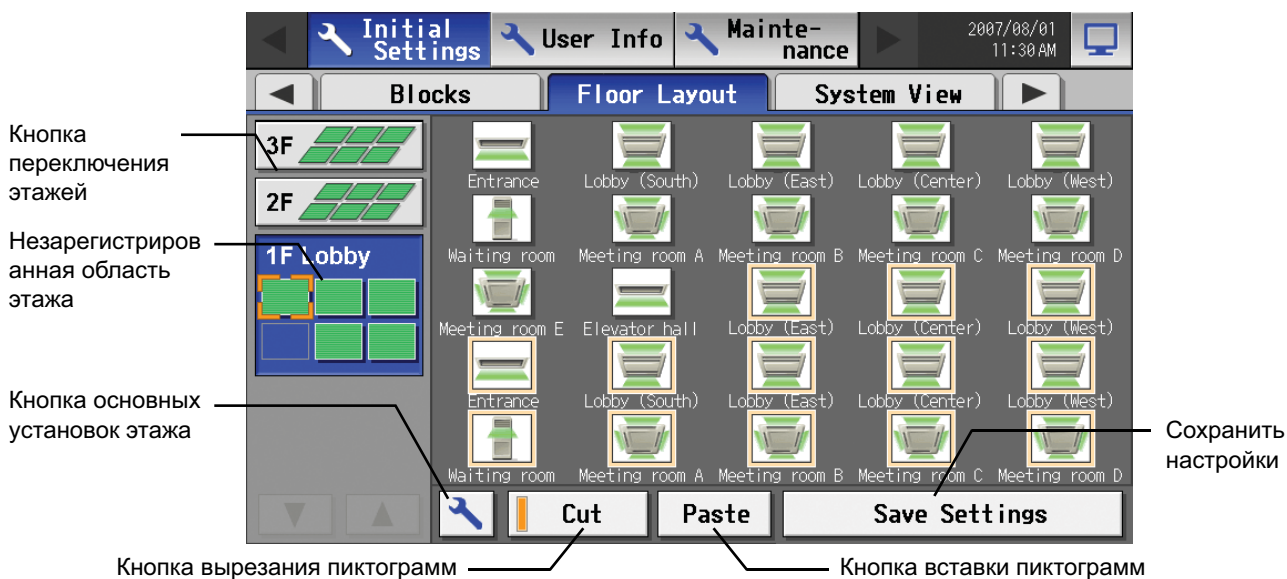 Initial
Settings
User Info
Mainte-
nance
2007/08/01
11:30 AM
Blocks
Floor Layout
System View
Кнопка
переключения
этажей
3F
2F
Незарегистриров
анная область
этажа
1F Lobby
Кнопка основных
установок этажа
Entrance Lobby (South) Lobby (East) Lobby (Center) Lobby (West)
Waiting room Meeting room A Meeting room B Meeting room C Meeting room D
Meeting room E Elevator hall Lobby (East) Lobby (Center) Lobby (West)
Entrance Lobby (South) Lobby (East) Lobby (Center) Lobby (West)
Waiting room Meeting room A Meeting room B Meeting room C Meeting room D
Сохранить
настройки
Cut
Paste
Save Settings
Кнопка вырезания пиктограмм
Кнопка вставки пиктограмм